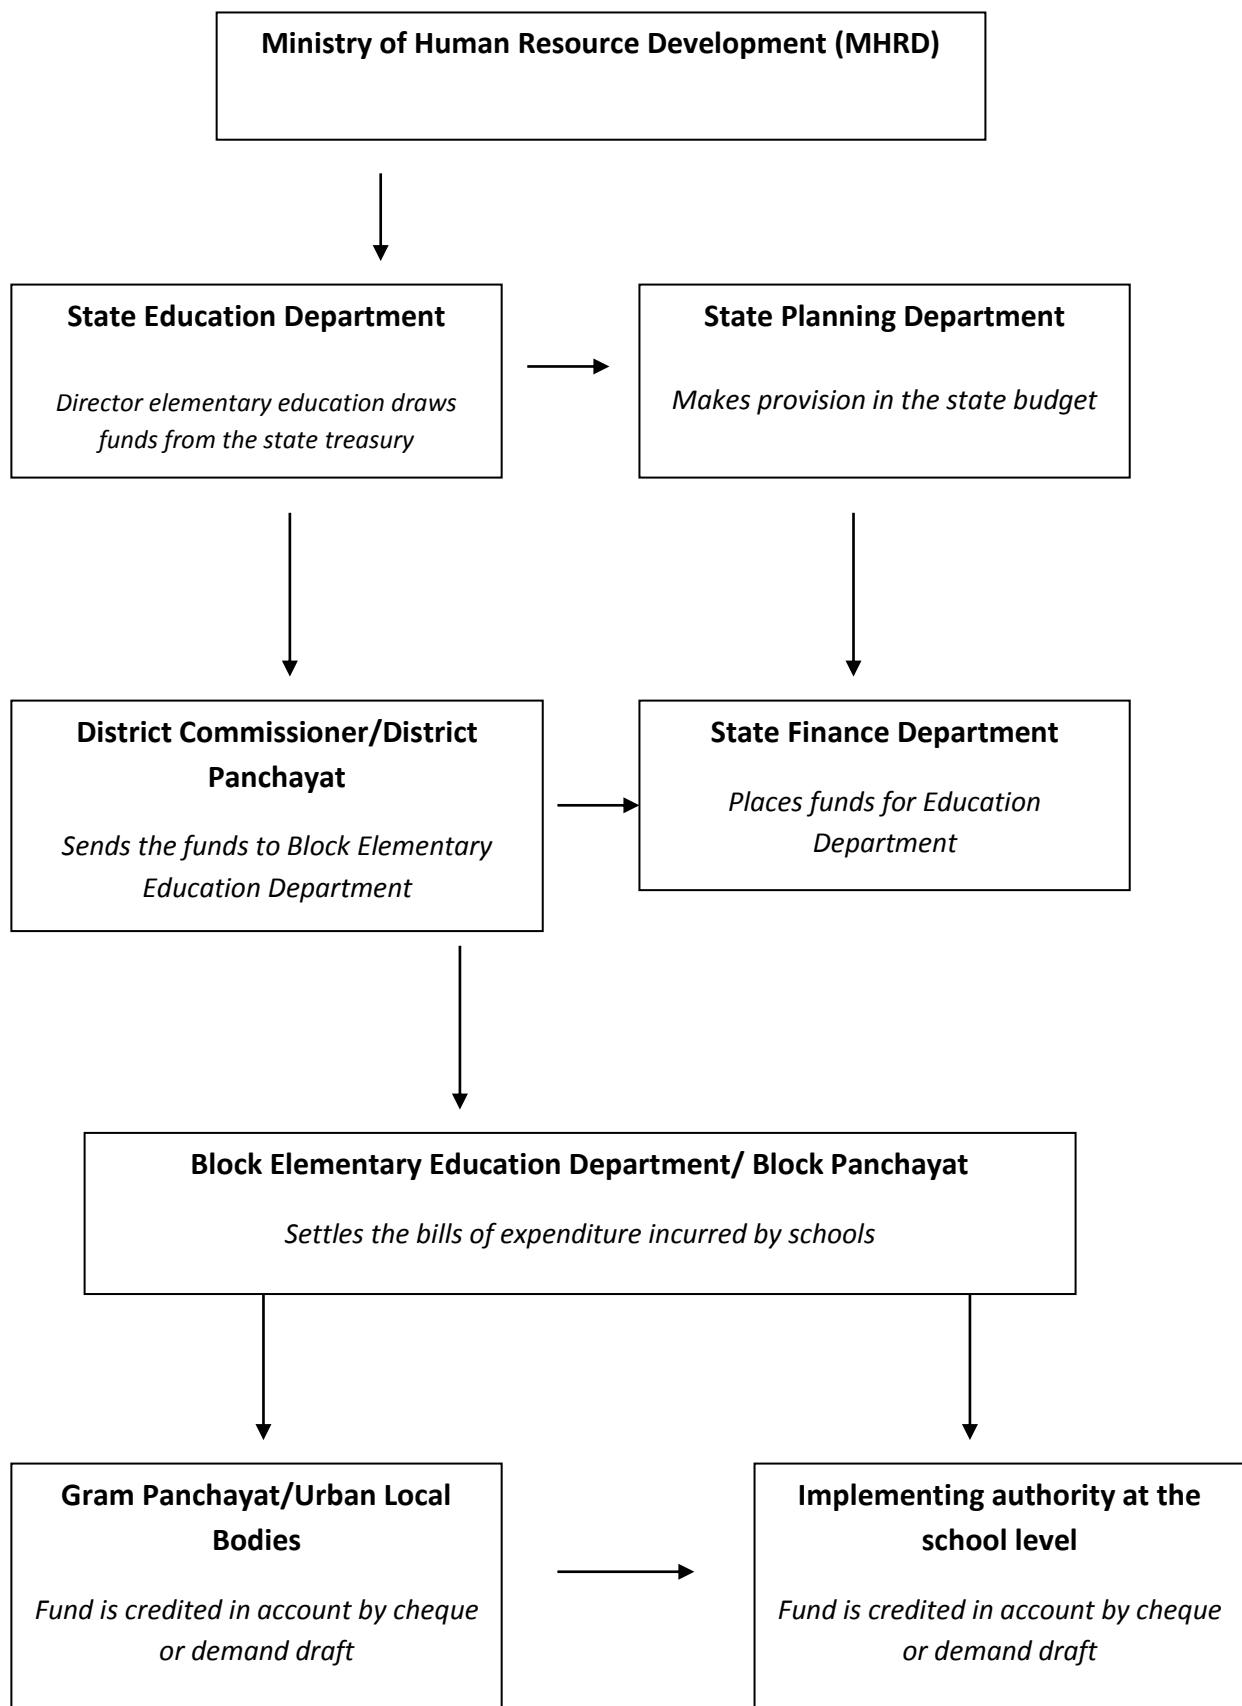 Ministry of Human Resource Development (MHRD)
State Education Department
Director elementary education draws
funds from the state treasury
State Planning Department
Makes provision in the state budget
District Commissioner/District
Panchayat
Sends the funds to Block Elementary
Education Department
State Finance Department
Places funds for Education
Department
Block Elementary Education Department/ Block Panchayat
Settles the bills of expenditure incurred by schools
Gram Panchayat/Urban Local
Bodies
Fund is credited in account by cheque
or demand draft
Implementing authority at the
school level
Fund is credited in account by cheque
or demand draft